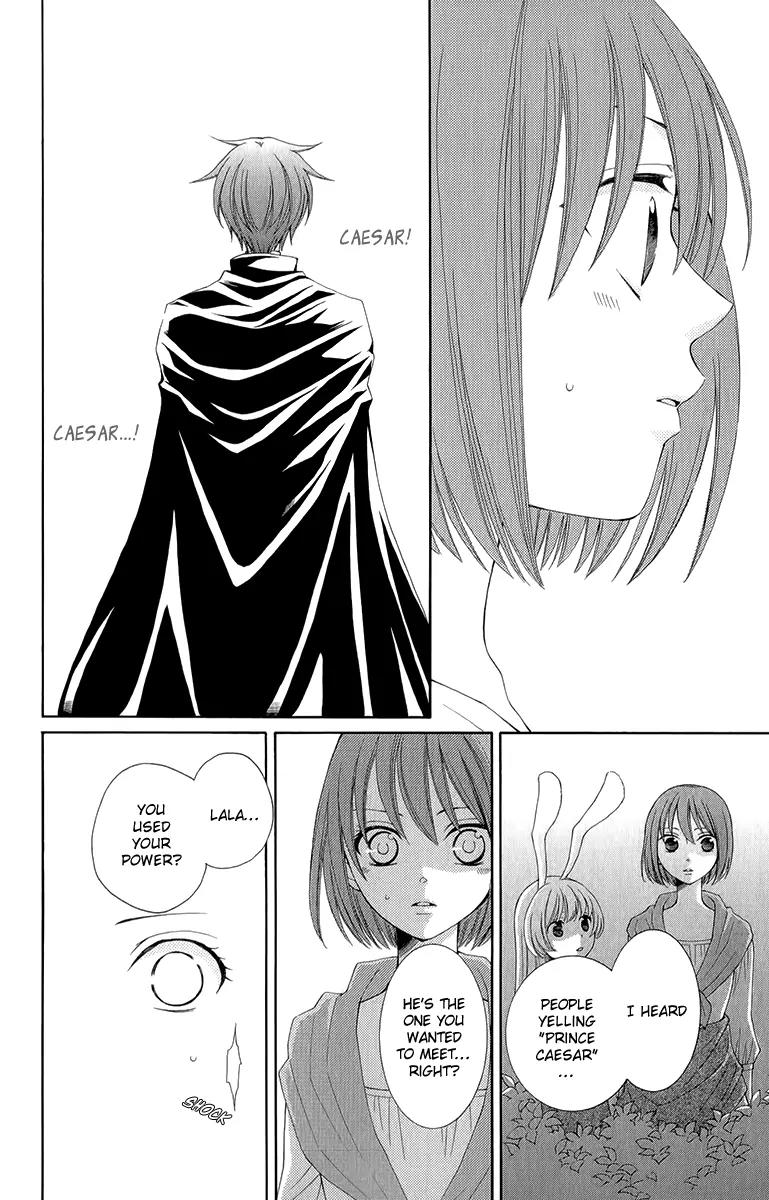 CAESAR!
CAESAR...!
I HEARD
PEOPLE
YELLING
"PRINCE
CAESAR"
...
HE'S THE
ONE YOU
WANTED
TO MEET...
RIGHT?
LALA...
YOU
USED
YOUR
POWER?
SHOCK